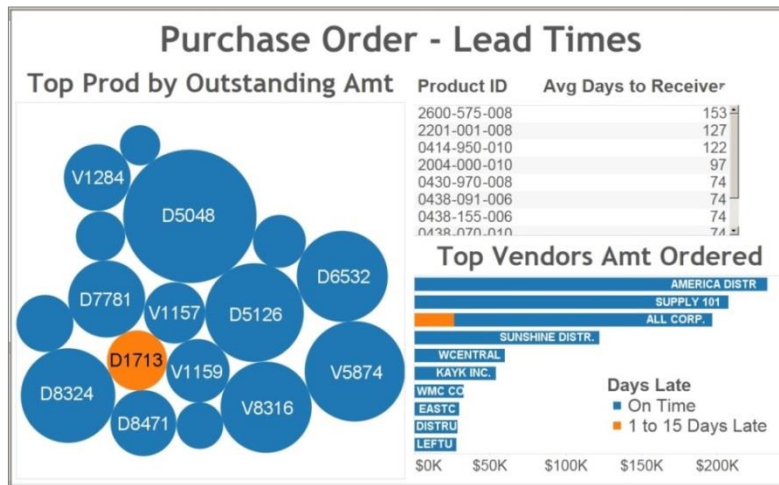 Purchase Order - Lead Times
Top Prod by Outstanding Amt
V1284
D5048
D6532
D7781
V1157
D5126
D1713
V1159
V5874
D8324
D8471
V8316
Product ID Avg Days to Receiver
2600-575-008 153
2201-001-008 127
0414-950-010 122
2004-000-010 97
0430-970-008 74
0438-091-006 74
0438-155-006 74
0438-070-010 74
Top Vendors Amt Ordered
AMERICA DISTR
SUPPLY 101
ALL CORP.
SUNSHINE DISTR.
WCENTRAL
KAYK INC.
WMC CO
EASTC
DISTRU
LEFTU
Days Late
On Time
1 to 15 Days Late
$0K $50K $100K $150K $200K